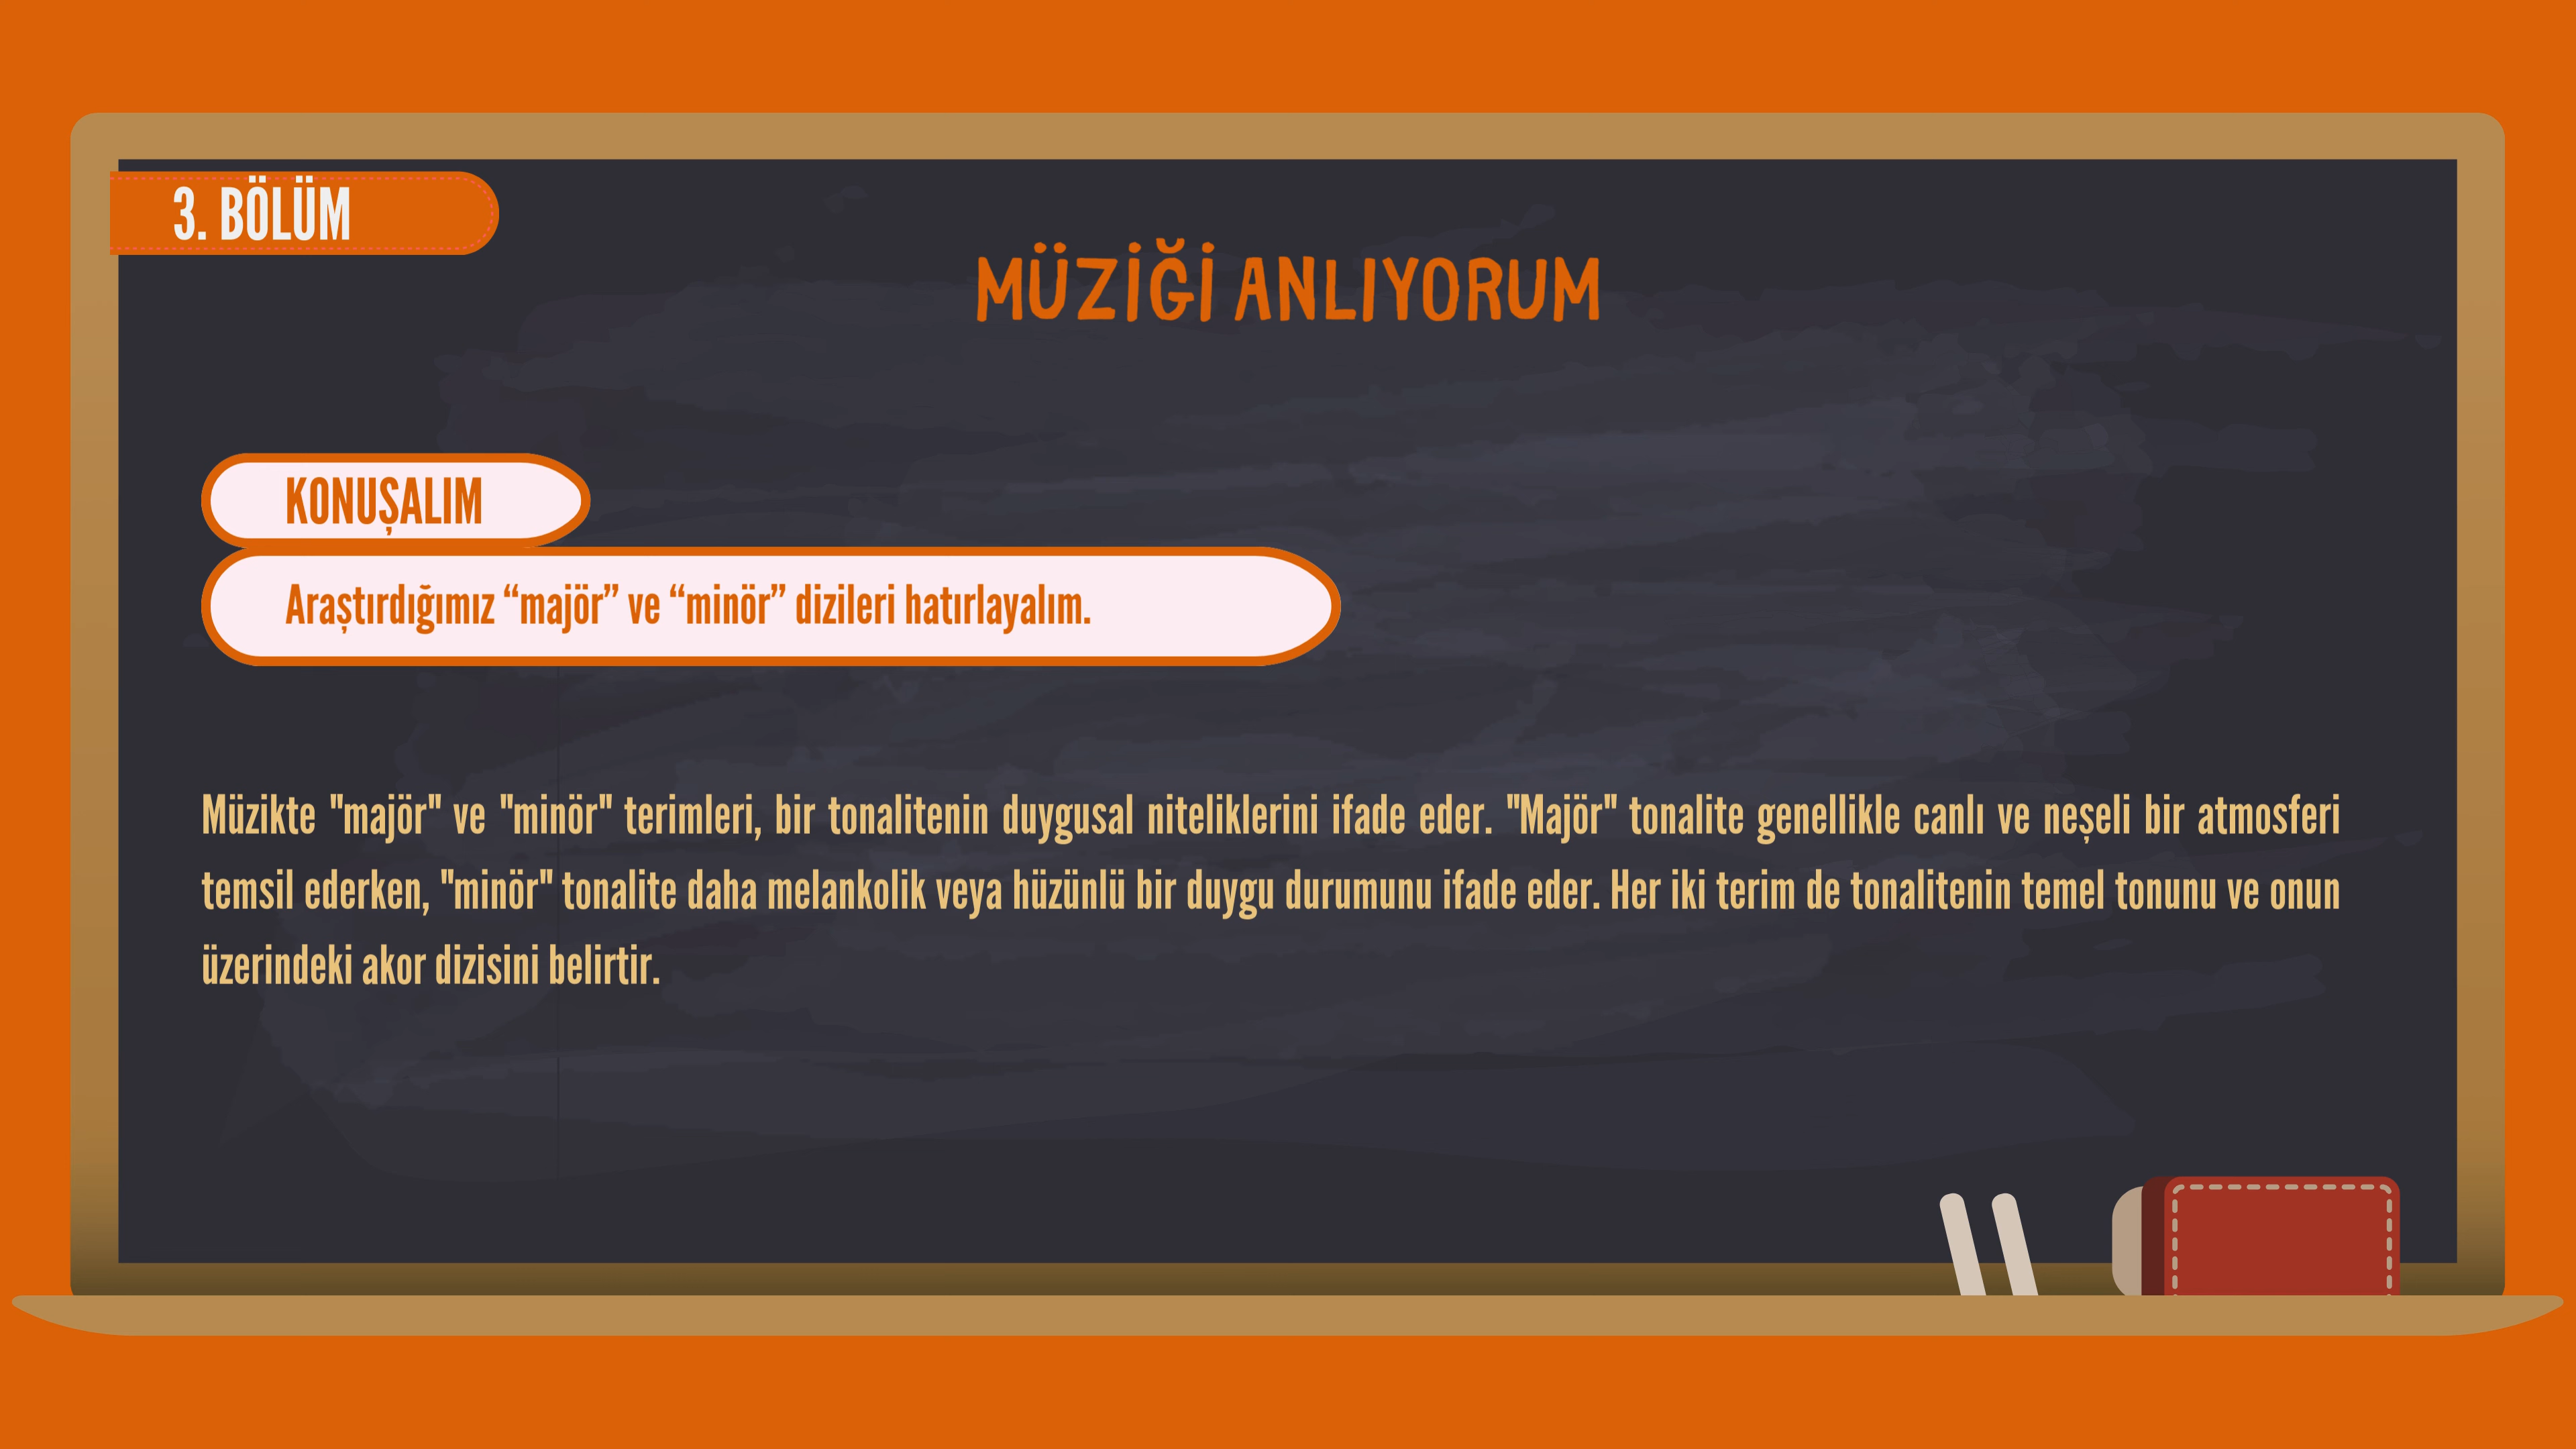 3. BÖLÜM
MÜZİĞİ ANLIYORUM
KONUŞALIM
Araştırdığımız “majör” ve “minör” dizileri hatırlayalım.
Müzikte "majör" ve "minör" terimleri, bir tonalitenin duygusal niteliklerini ifade eder. "Majör" tonalite genellikle canlı ve neşeli bir atmosferi
temsil ederken, "minör" tonalite daha melankolik veya hüzünlü bir duygu durumunu ifade eder. Her iki terim de tonalitenin temel tonunu ve onun
üzerindeki akor dizisini belirtir.